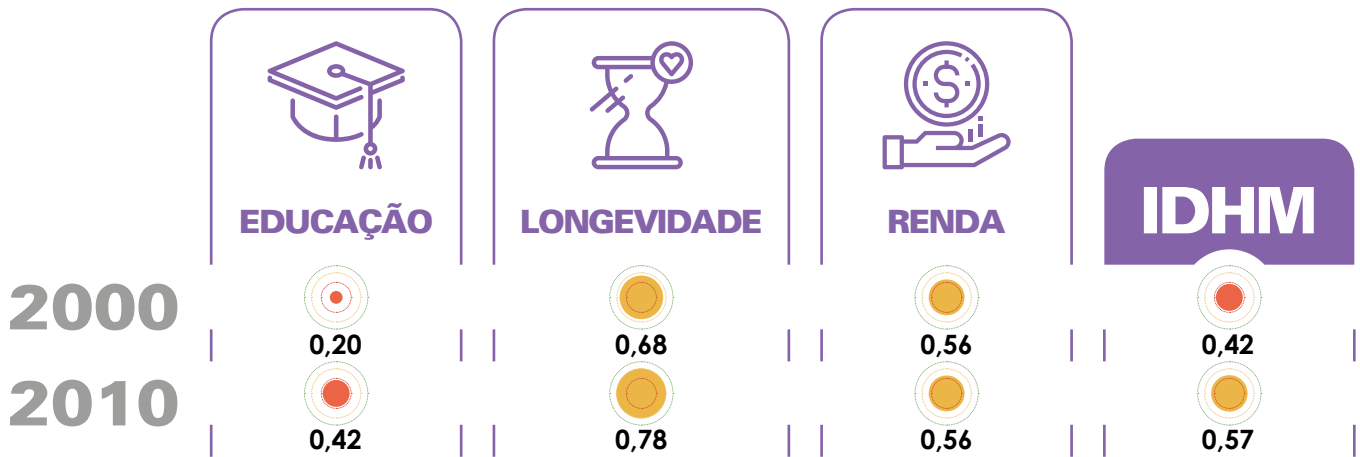 EDUCAÇÃO LONGEVIDADE RENDA IDHM
2000
0,20 0,68 0,56 0,42
2010
0,42 0,78 0,56 0,57